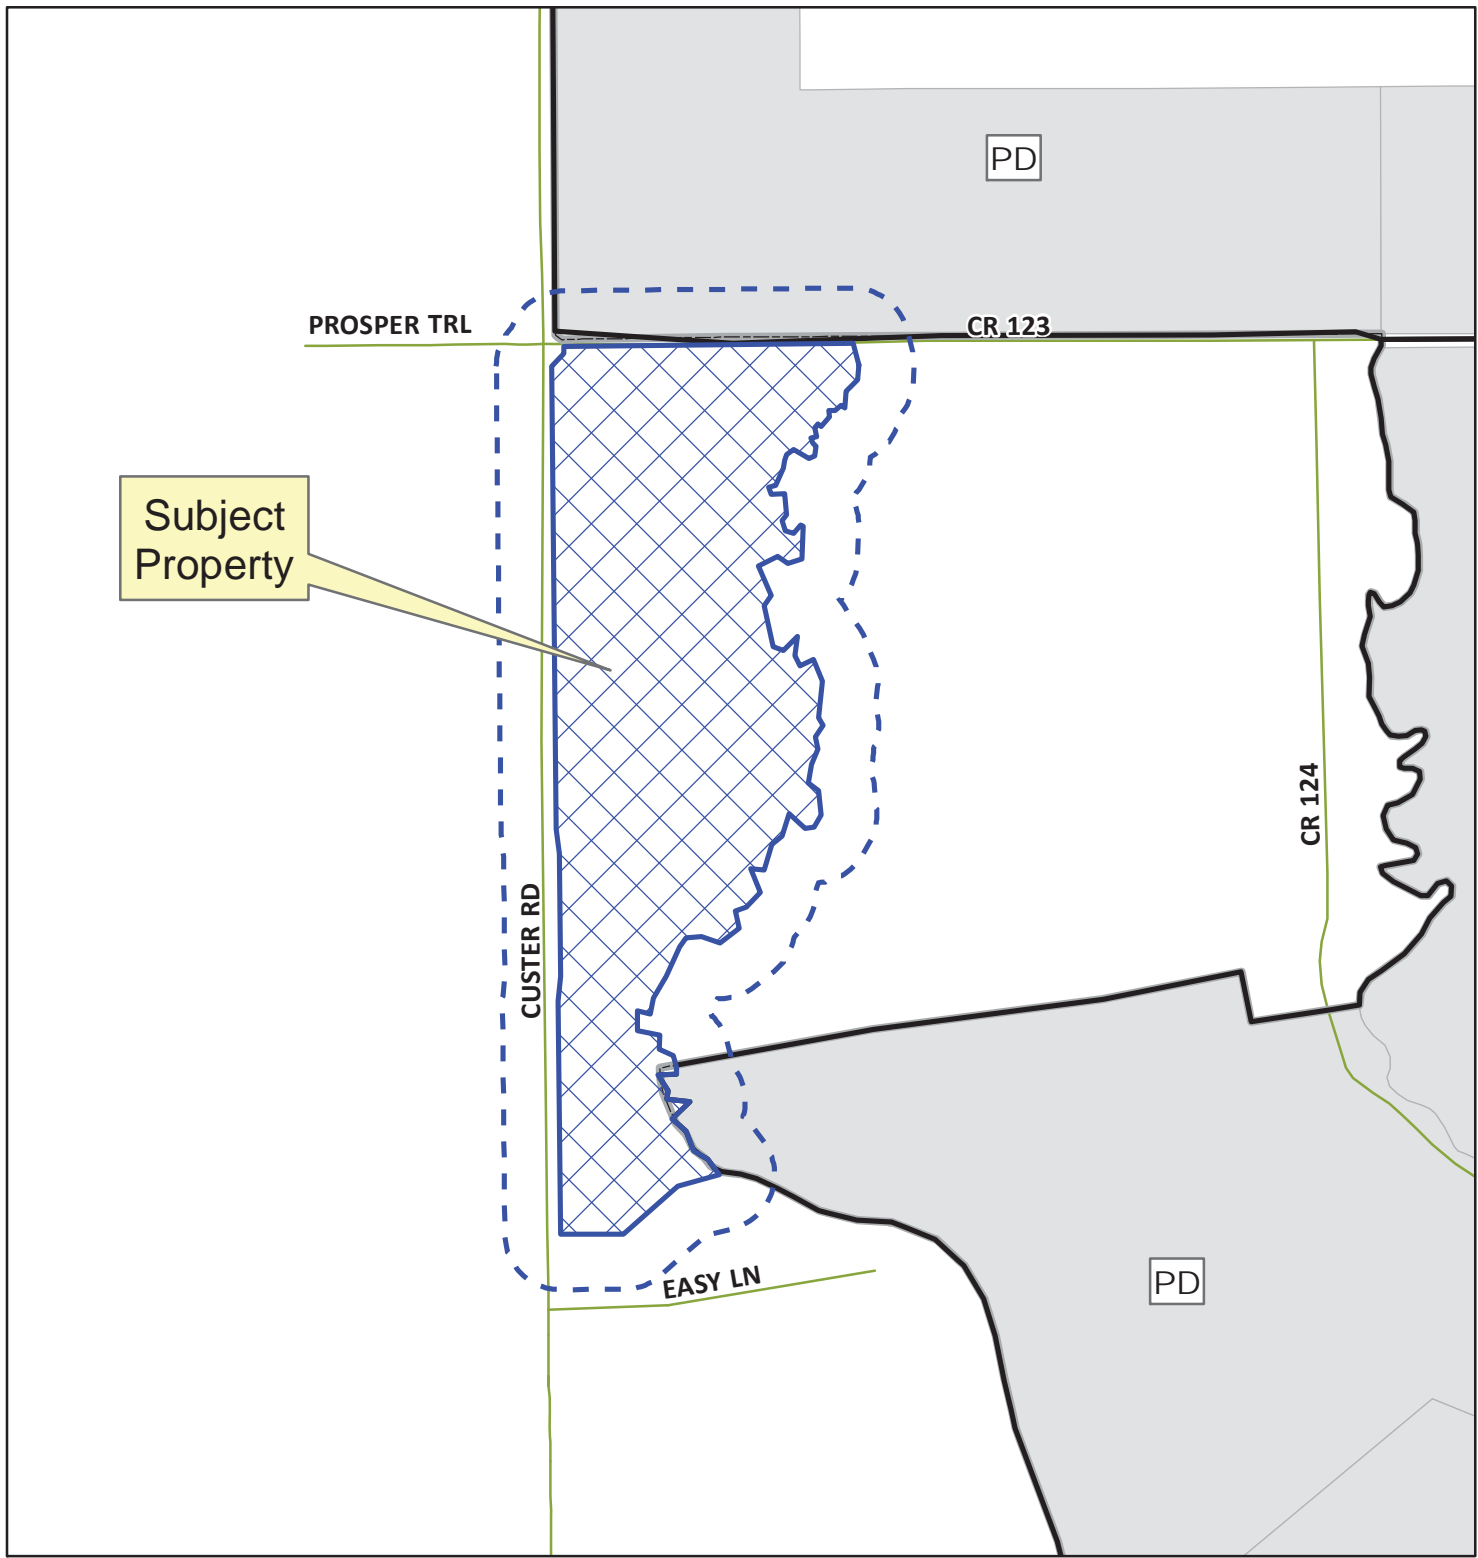 PD
PROSPER TRL
CR 123
Subject
Property
CR 124
CUSTER RD
EASY LN
PD